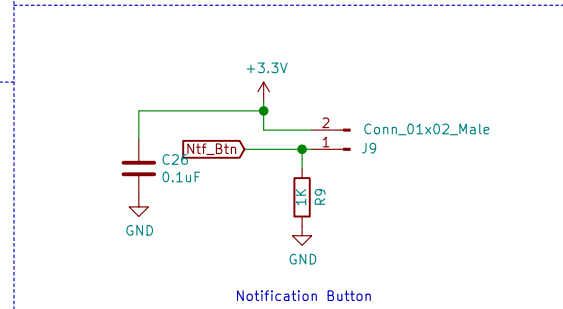 +3.3V
2
Conn_01x02_Male
Ntf_Btn
1
J9
C26
0.1uF
1K
R9
GND
GND
Notification Button